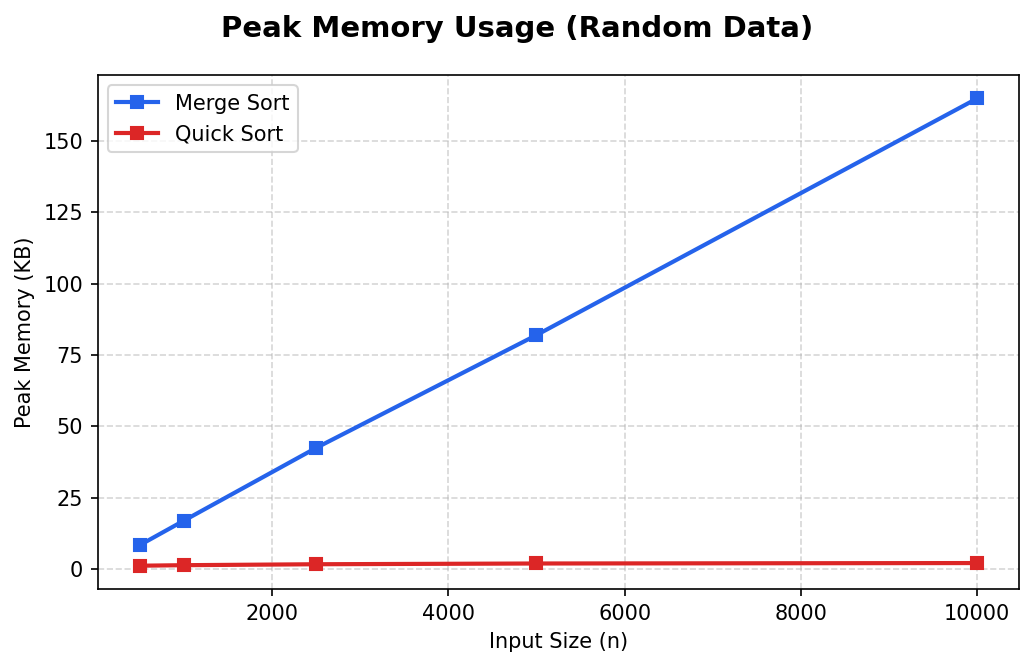 Peak Memory Usage (Random Data)
Merge Sort
Quick Sort
Peak Memory (KB)
150
125
100
75
50
25
0
2000 4000 6000 8000 10000
Input Size (n)